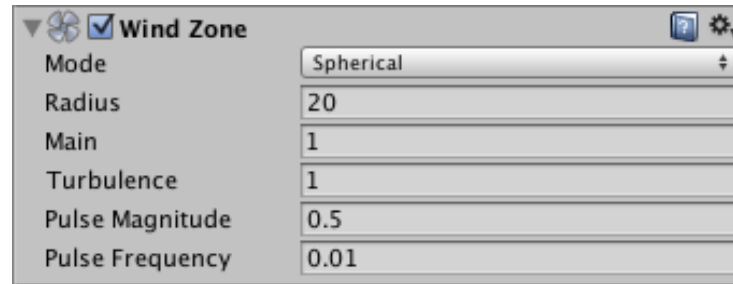 Wind Zone
Mode Spherical
Radius 20
Main 1
Turbulence 1
Pulse Magnitude 0.5
Pulse Frequency 0.01